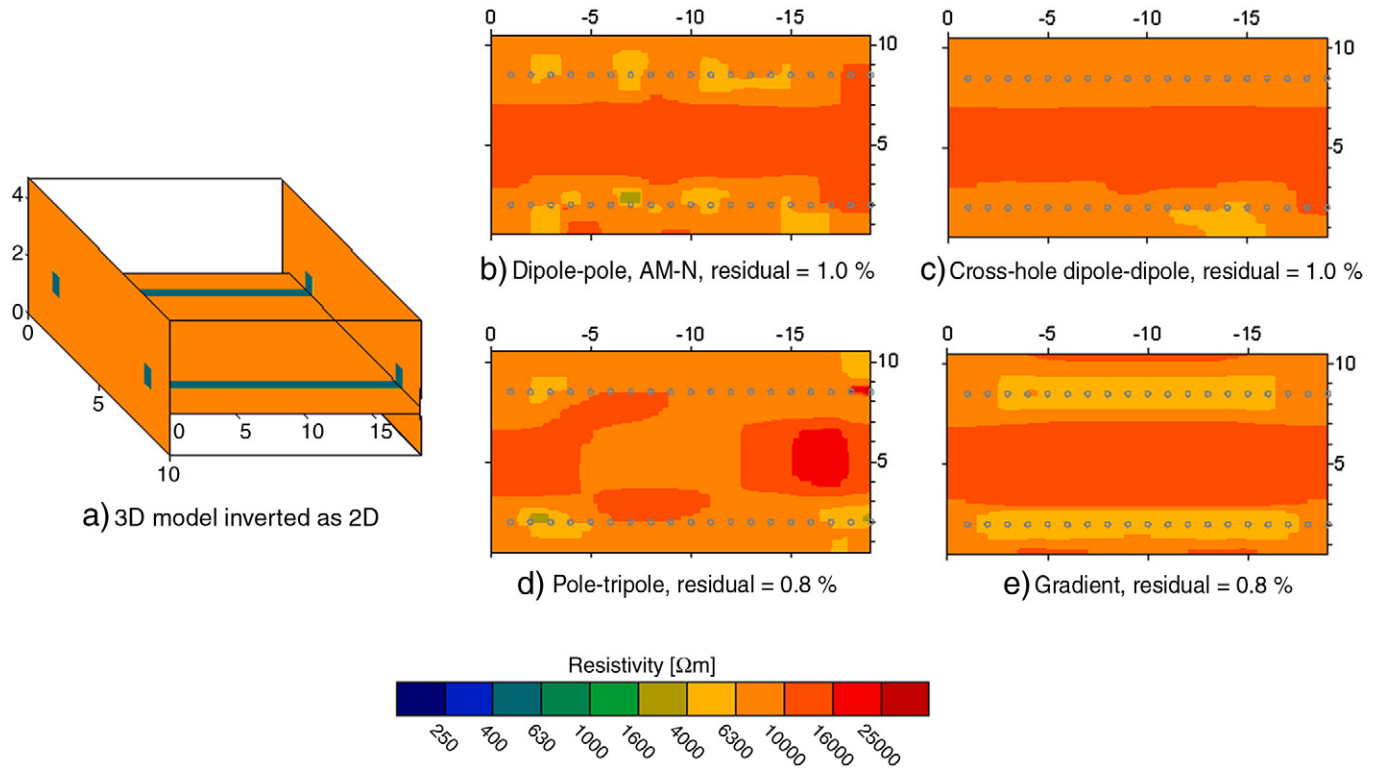 0 -5 -10 -15
10
5
b) Dipole-pole, AM-N, residual = 1.0 %
0 -5 -10 -15
10
5
c) Cross-hole dipole-dipole, residual = 1.0 %
4
2
0
0
5
10
0 5 10 15
a) 3D model inverted as 2D
0 -5 -10 -15
10
5
d) Pole-tripole, residual = 0.8 %
0 -5 -10 -15
10
5
e) Gradient, residual = 0.8 %
Resistivity [Ωm]
250 400 630 1000 1600 4000 6300 10000 16000 25000